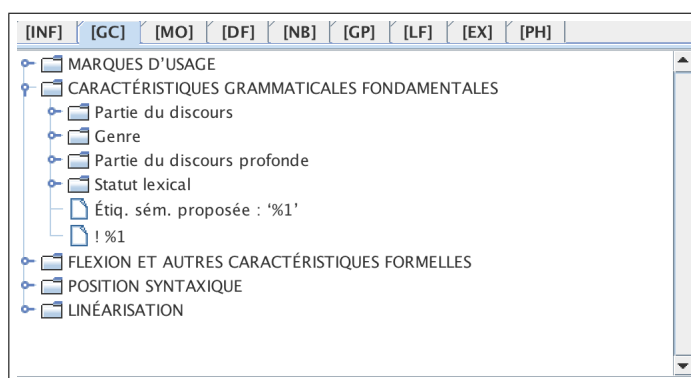 [INF] [GC] [MO] [DF] [NB] [GP] [LF] [EX] [PH]
MARQUES D'USAGE
CARACTÉRISTIQUES GRAMMATICALES FONDAMENTALES
Partie du discours
Genre
Partie du discours profonde
Statut lexical
Étiq. sém. proposée : ‘%1’
! %1
FLEXION ET AUTRES CARACTÉRISTIQUES FORMELLES
POSITION SYNTAXIQUE
LINÉARISATION